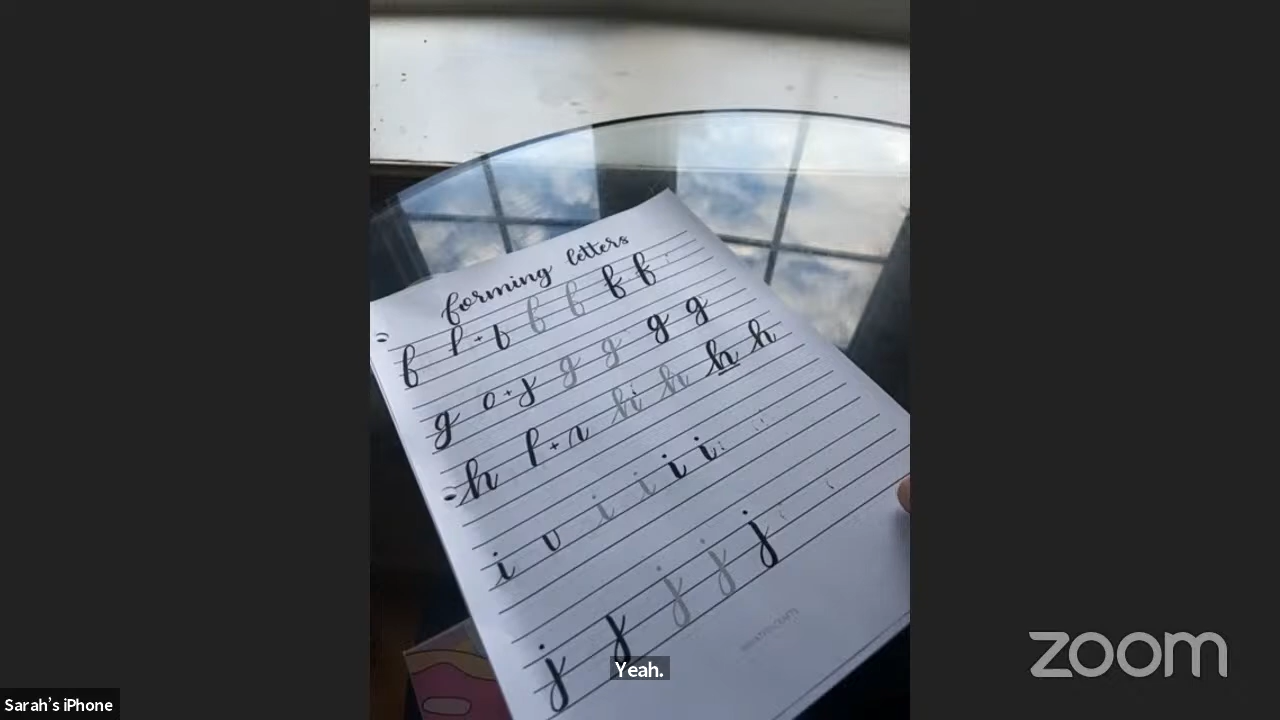 forming letters
f l + b f f f f
g o + j g g g g
h l + n h h h h
i u i i i i
j j j j j
Yeah.
zoom
Sarah's iPhone